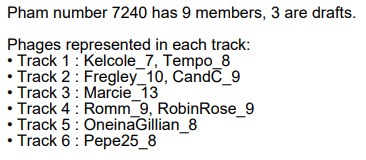 Pham number 7240 has 9 members, 3 are drafts.
Phages represented in each track:
• Track 1 : Kelcole_7, Tempo_8
• Track 2 : Fregley_10, CandC_9
• Track 3 : Marcie_13
• Track 4 : Romm_9, RobinRose_9
• Track 5 : OneinaGillian_8
• Track 6 : Pepe25_8